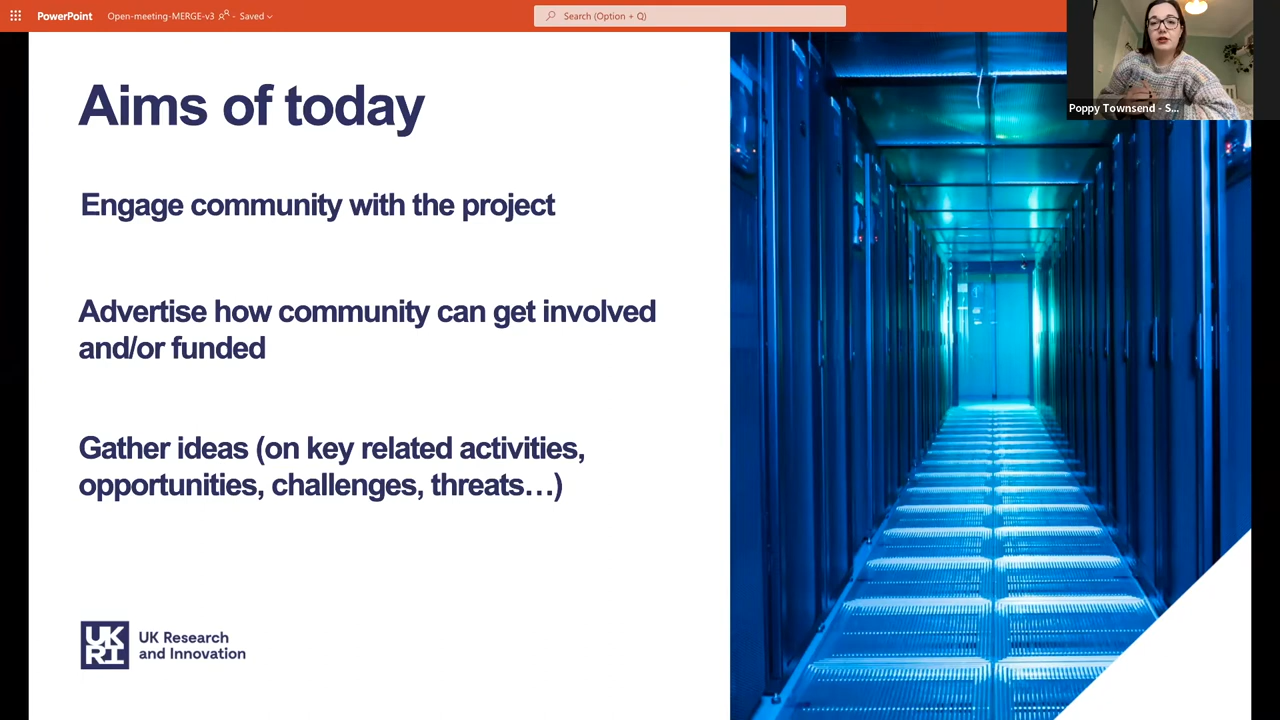 PowerPoint
Open-meeting-MERGE-v3 - Saved
Search (Option + Q)
Poppy Townsend - S...
Aims of today
Engage community with the project
Advertise how community can get involved
and/or funded
Gather ideas (on key related activities,
opportunities, challenges, threats…)
UK
RI
UK Research
and Innovation